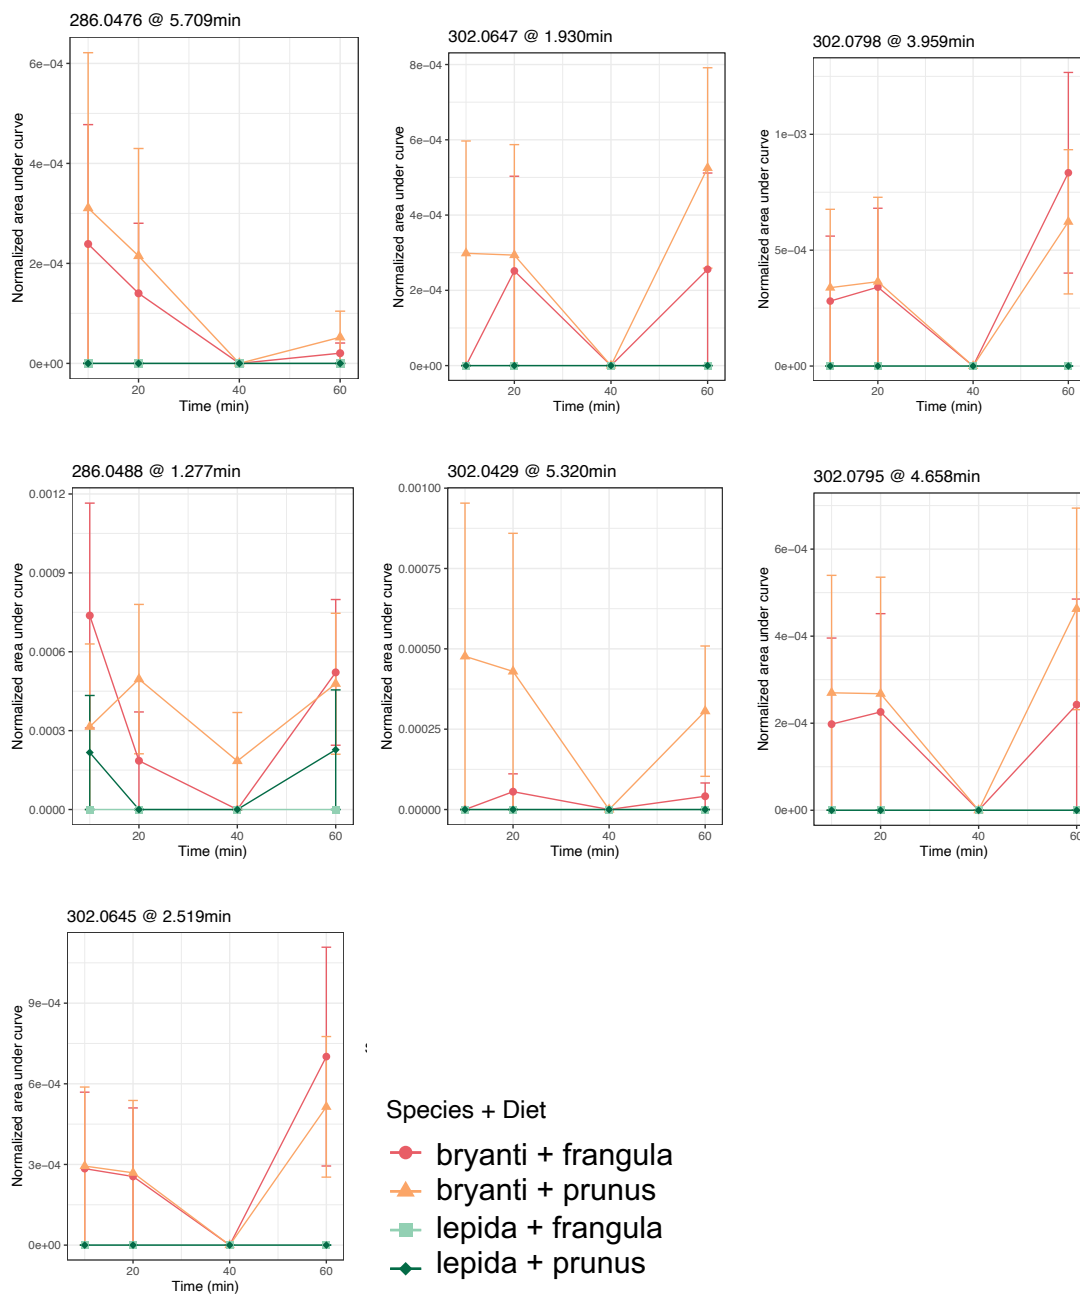 286.0476 @ 5.709min
Normalized area under curve
6e−04
4e−04
2e−04
0e+00
20 40 60
Time (min)
302.0647 @ 1.930min
Normalized area under curve
8e−04
6e−04
4e−04
2e−04
0e+00
20 40 60
Time (min)
302.0798 @ 3.959min
Normalized area under curve
1e−03
5e−04
0e+00
20 40 60
Time (min)
286.0488 @ 1.277min
Normalized area under curve
0.0012
0.0009
0.0006
0.0003
0.0000
20 40 60
Time (min)
302.0429 @ 5.320min
Normalized area under curve
0.00100
0.00075
0.00050
0.00025
0.00000
20 40 60
Time (min)
302.0795 @ 4.658min
Normalized area under curve
6e−04
4e−04
2e−04
0e+00
20 40 60
Time (min)
302.0645 @ 2.519min
Normalized area under curve
9e−04
6e−04
3e−04
0e+00
20 40 60
Time (min)
Species + Diet
bryanti + frangula
bryanti + prunus
lepida + frangula
lepida + prunus